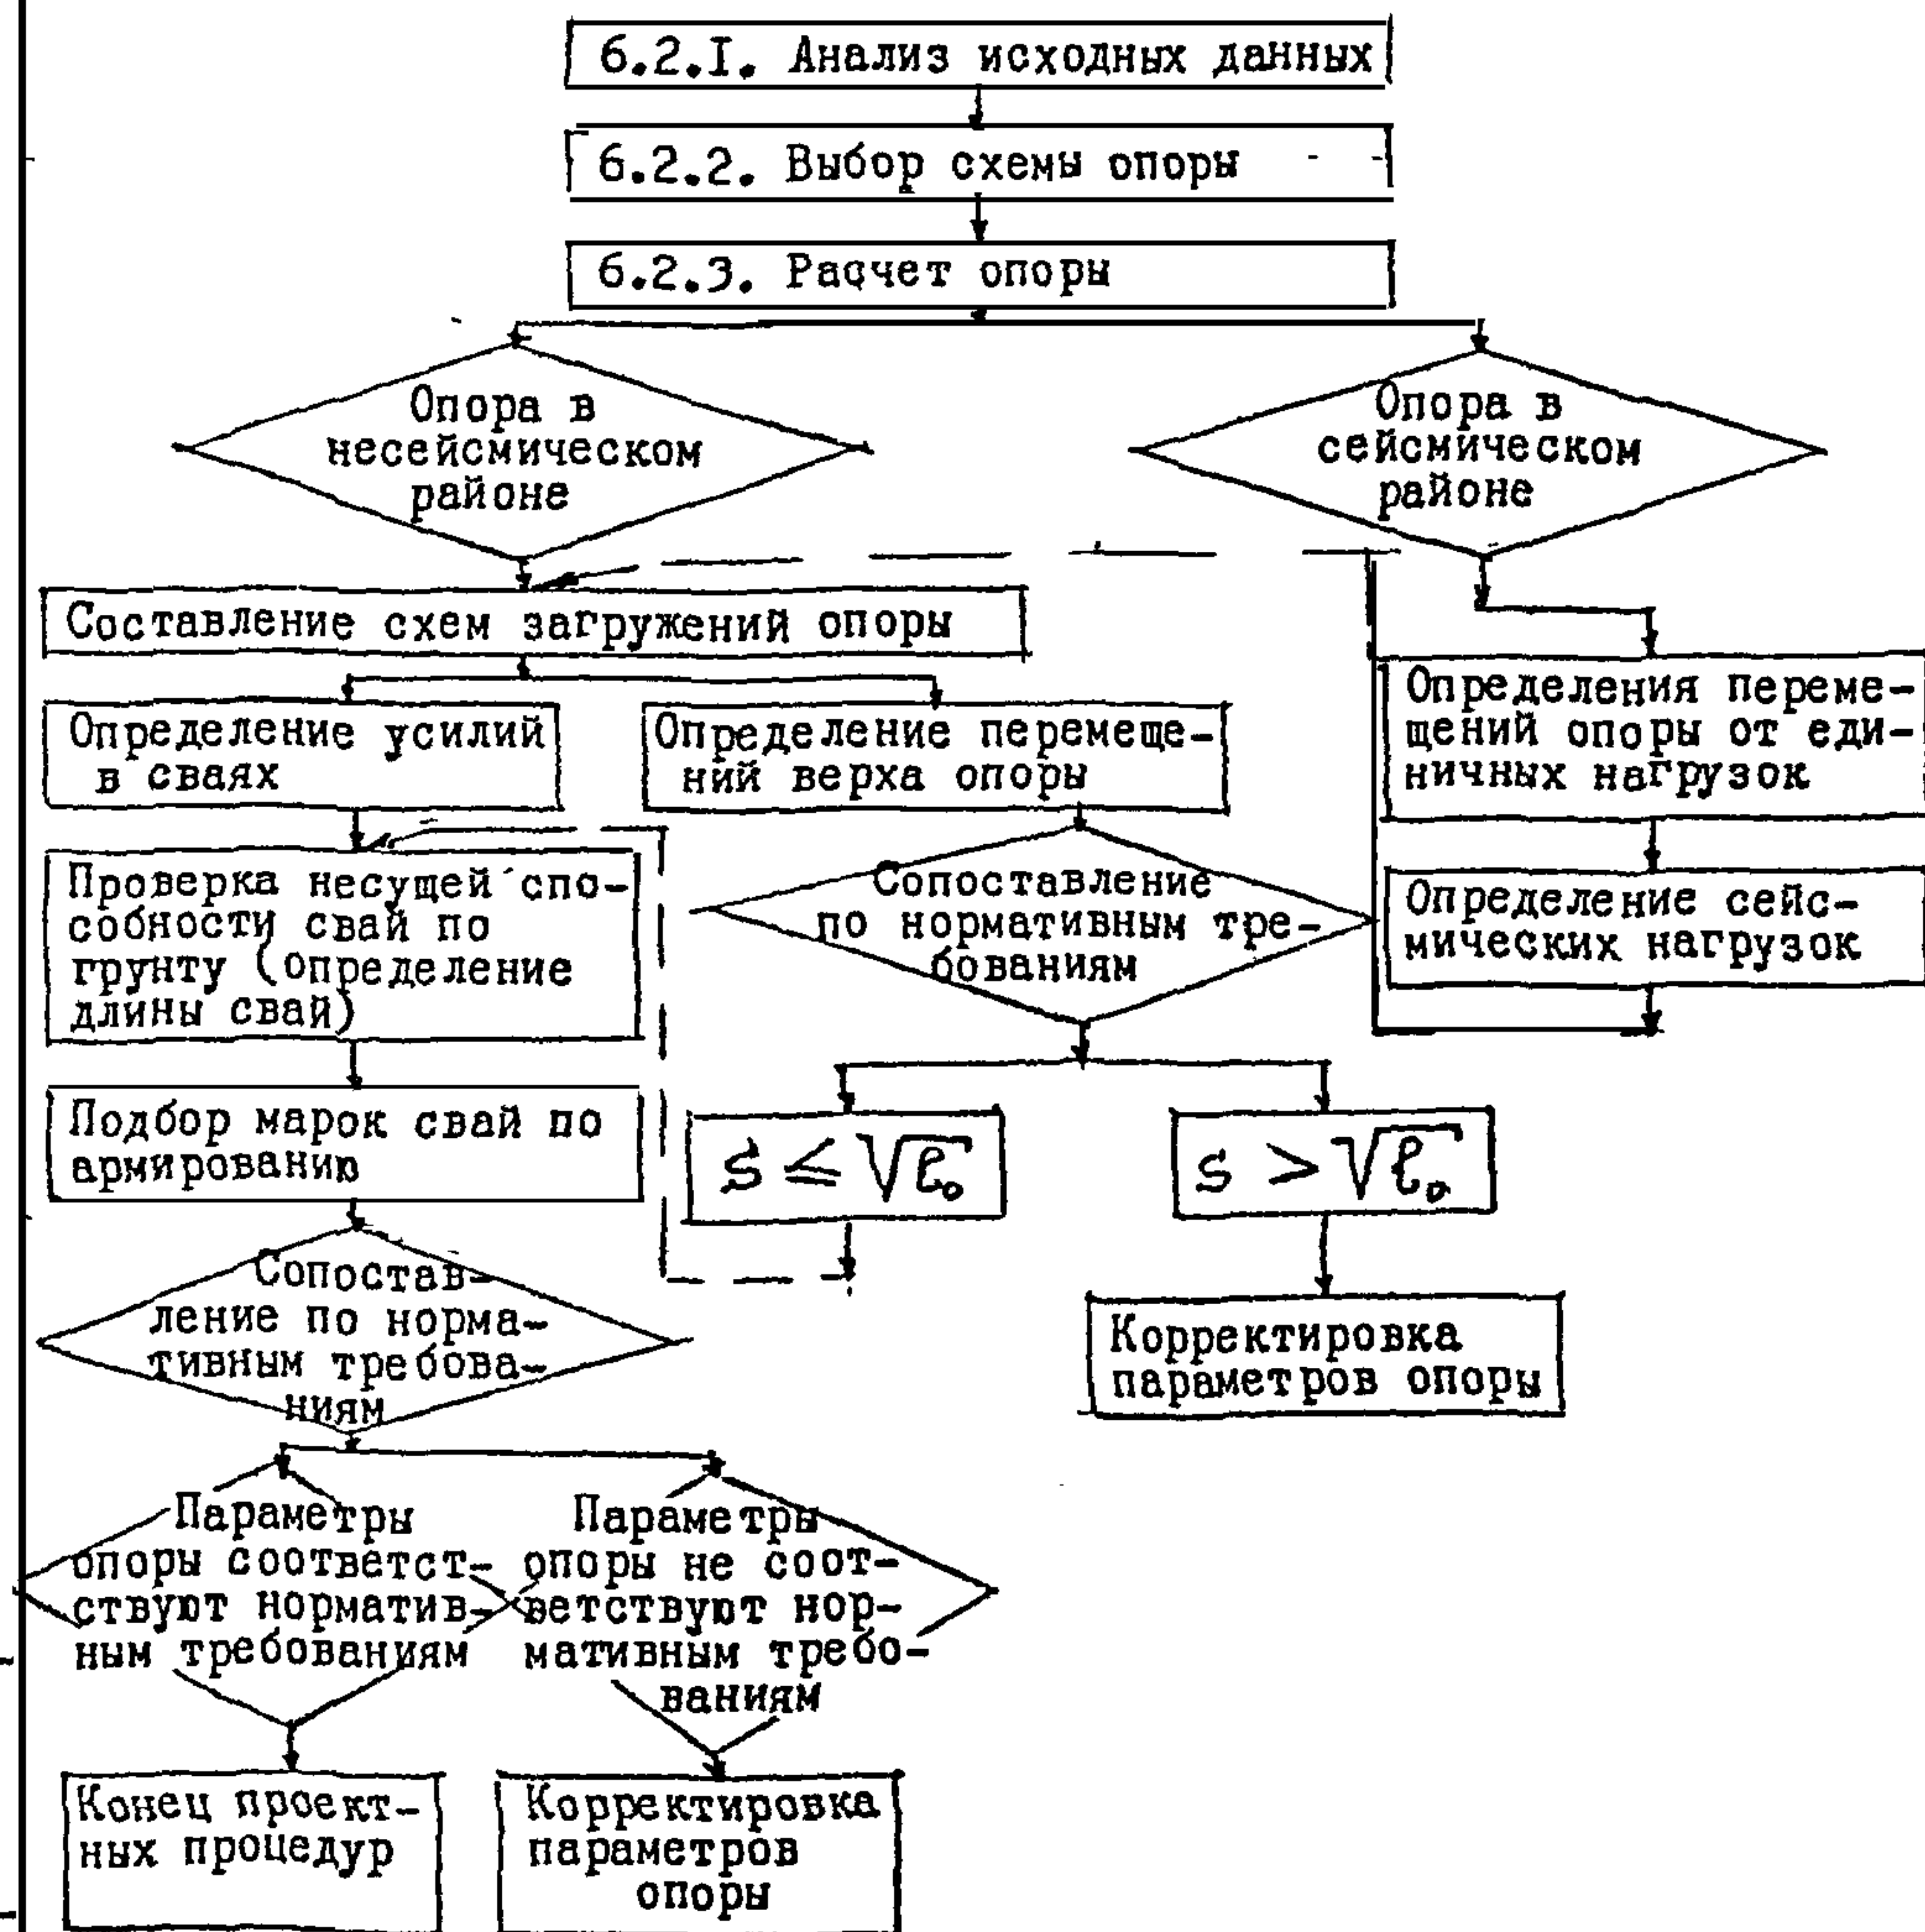 6.2.I. Анализ исходных данных
6.2.2. Выбор схемы опоры
6.2.3. Расчет опоры
Опора в
несейсмическом
районе
Опора в
сейсмическом
районе
Составление схем загружений опоры
Определение усилий
в сваях
Определение перемеще-
ний верха опоры
Определения переме-
щений опоры от еди-
ничных нагрузок
Проверка несущей спо-
собности свай по
грунту (определение
длины свай)
Сопоставление
по нормативным тре-
бованиям
Определение сейс-
мических нагрузок
Подбор марок свай по
армированию
S ≤ √ℓ₀
S > √ℓ₀
Сопостав-
ление по норма-
тивным требова-
ниям
Корректировка
параметров опоры
Параметры
опоры соответст-
ствуют норматив-
ным требованиям
Параметры
опоры не соот-
ветствуют нор-
мативным требо-
ваниям
Конец проект-
ных процедур
Корректировка
параметров
опоры